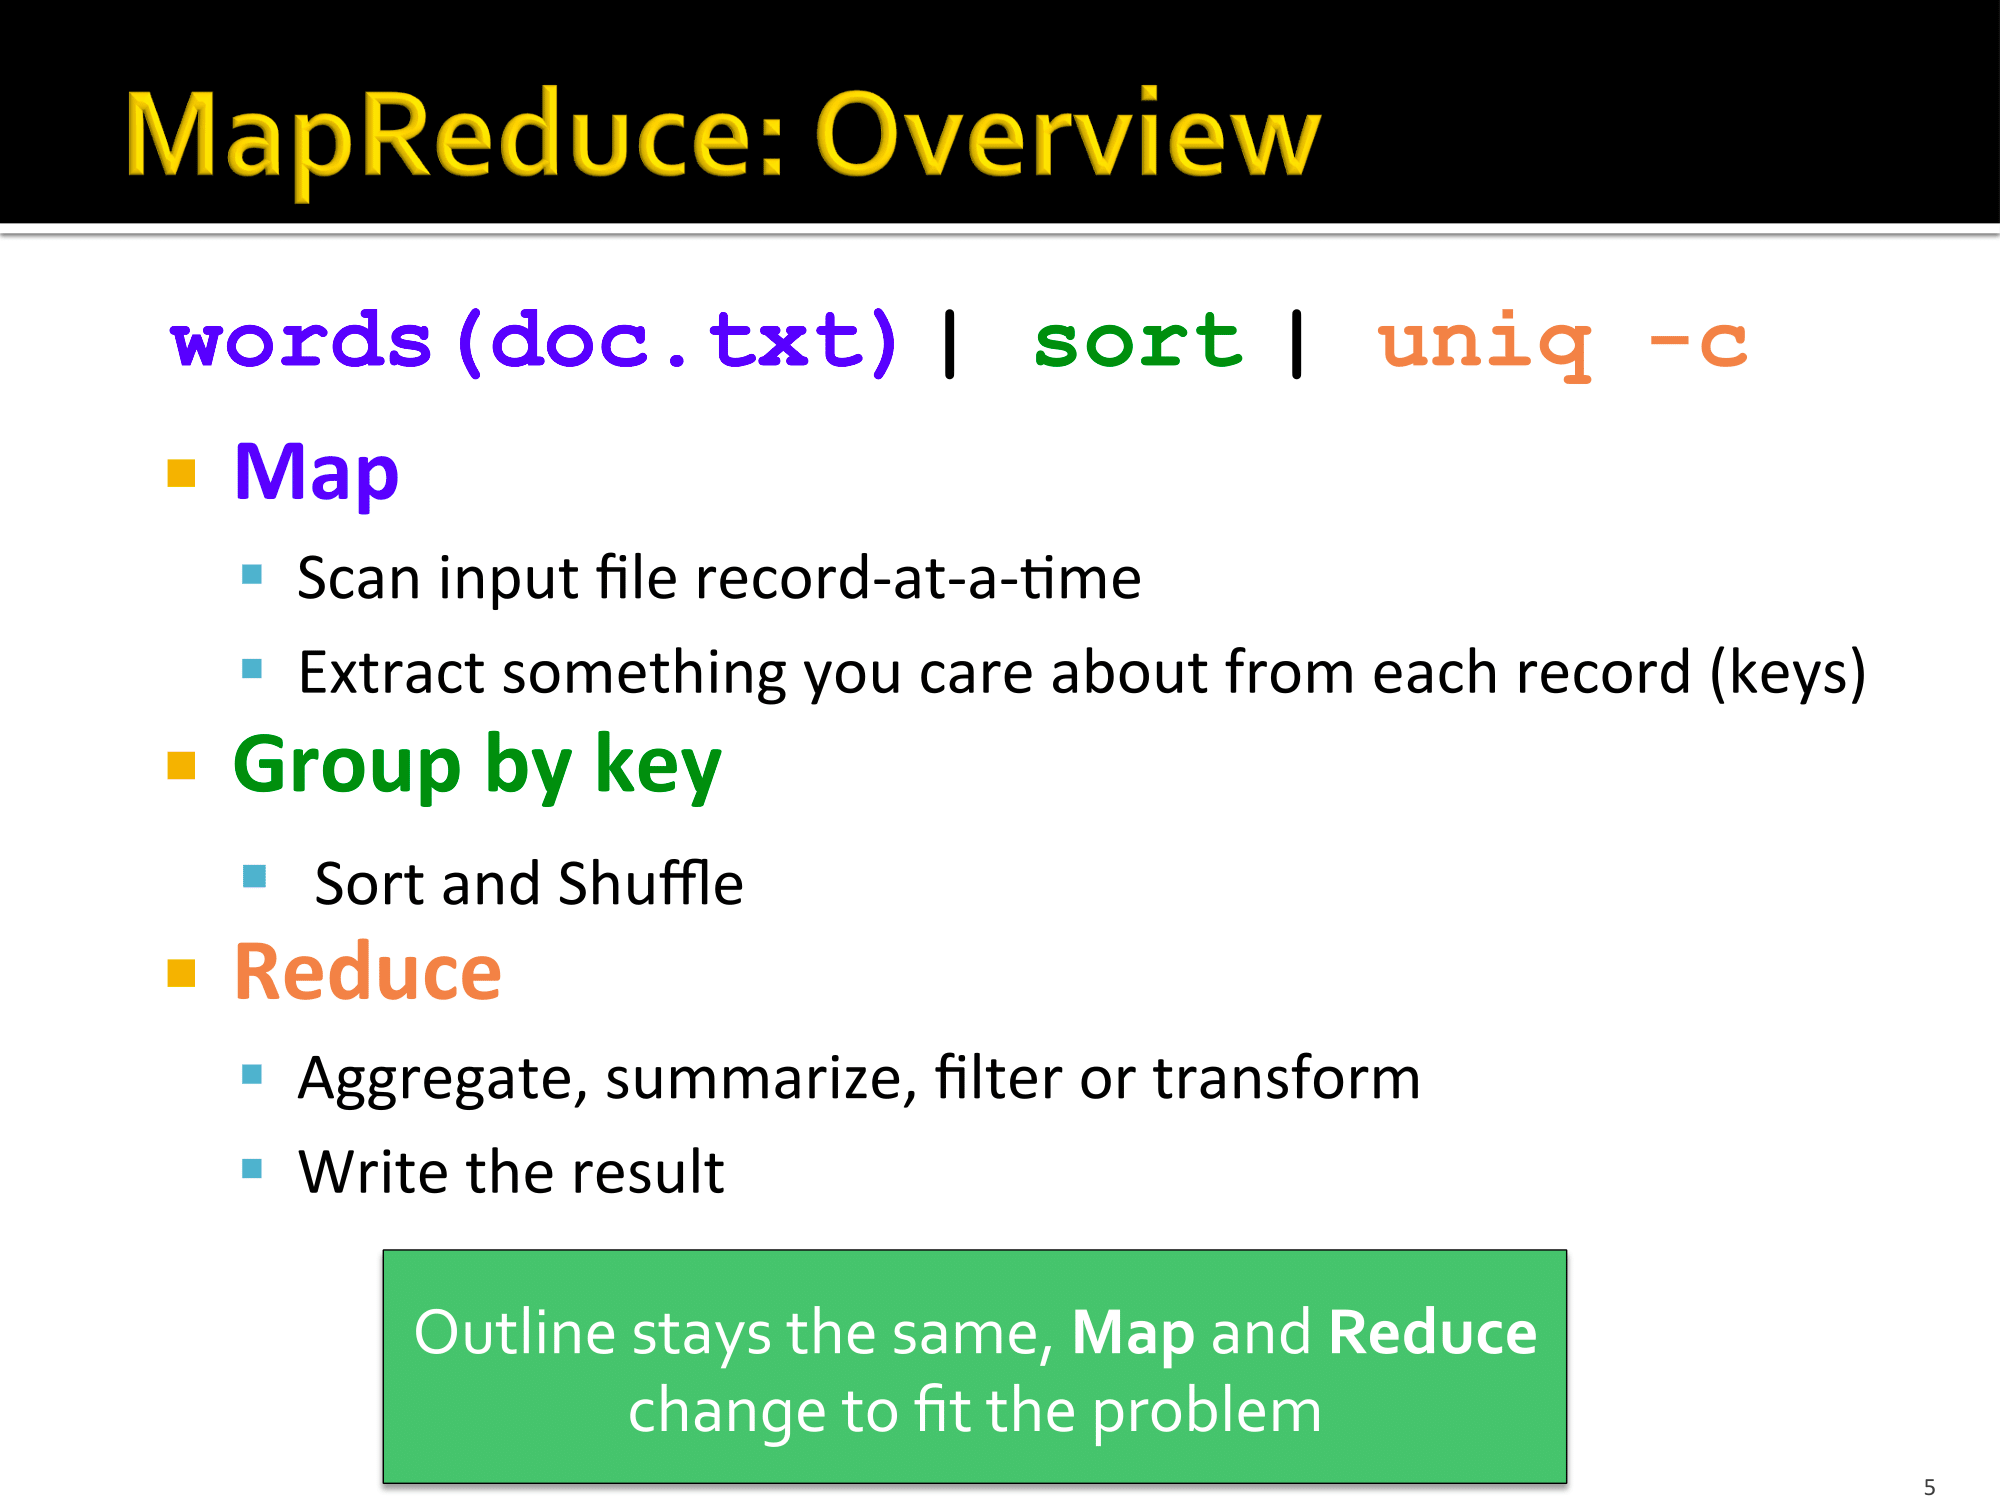 MapReduce: Overview
words(doc.txt) | sort | uniq -c
Map
Scan input file record-at-a-time
Extract something you care about from each record (keys)
Group by key
Sort and Shuffle
Reduce
Aggregate, summarize, filter or transform
Write the result
Outline stays the same, Map and Reduce
change to fit the problem
5